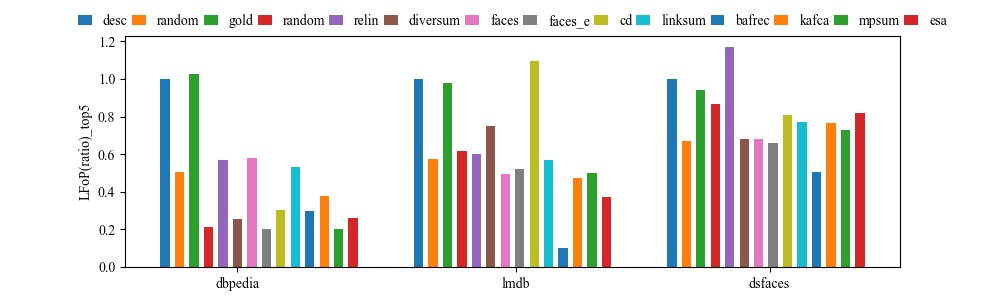 desc random gold random relin diversum faces faces_e cd linksum bafrec kafca mpsum esa
LFoP(ratio)_top5
1.2
1.0
0.8
0.6
0.4
0.2
0.0
dbpedia lmdb dsfaces